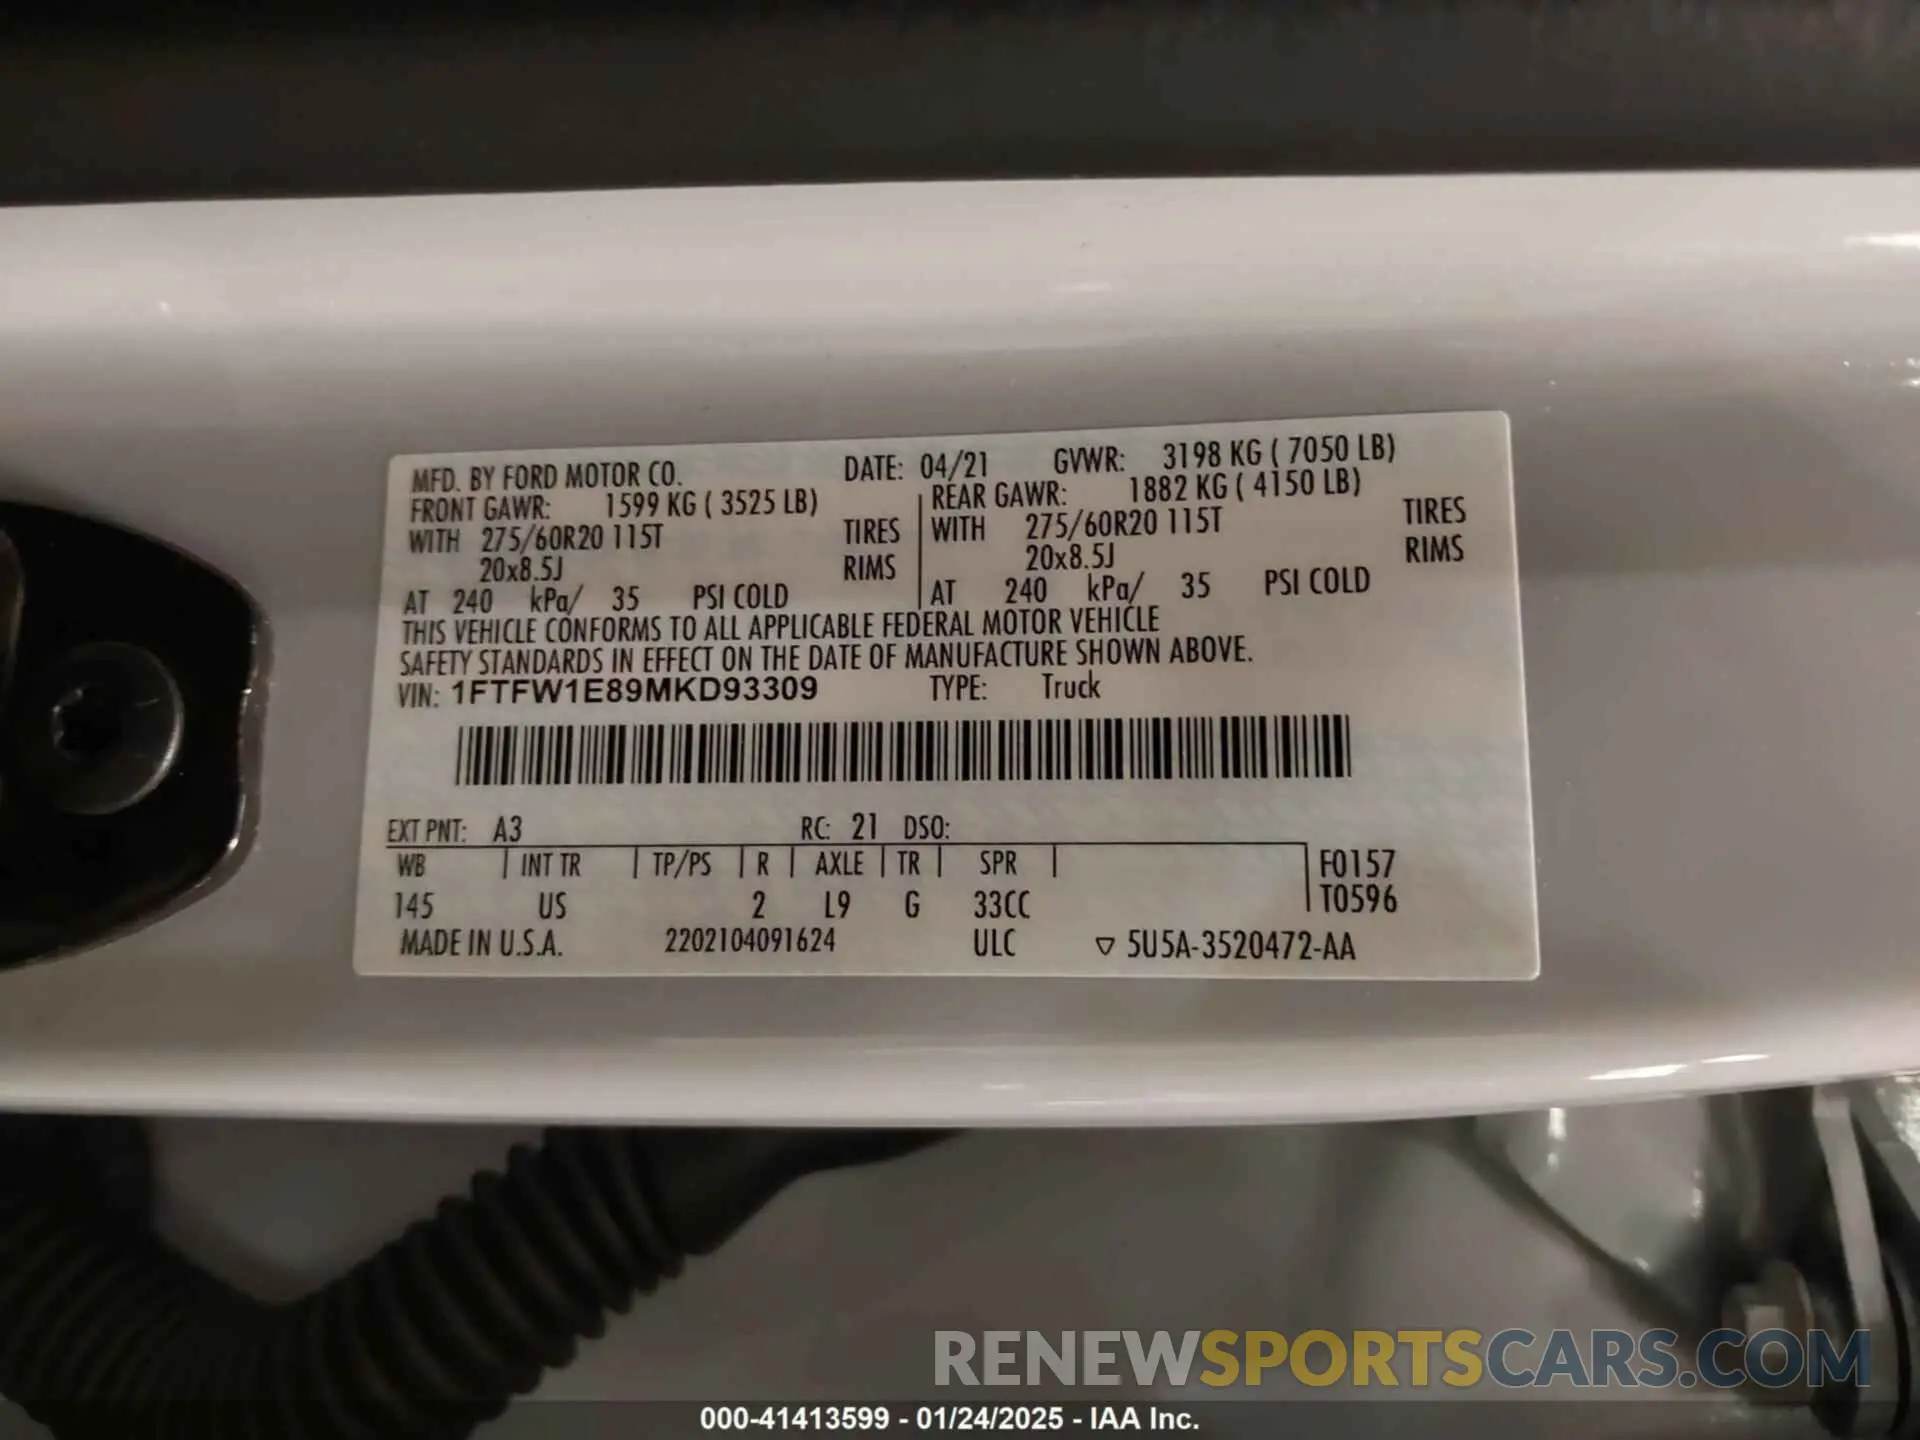 MFD. BY FORD MOTOR CO. DATE: 04/21 GVWR: 3198 KG ( 7050 LB)
FRONT GAWR: 1599 KG ( 3525 LB) REAR GAWR: 1882 KG ( 4150 LB)
WITH 275/60R20 115T TIRES WITH 275/60R20 115T TIRES
20x8.5J RIMS 20x8.5J RIMS
AT 240 kPa/ 35 PSI COLD AT 240 kPa/ 35 PSI COLD
THIS VEHICLE CONFORMS TO ALL APPLICABLE FEDERAL MOTOR VEHICLE
SAFETY STANDARDS IN EFFECT ON THE DATE OF MANUFACTURE SHOWN ABOVE.
VIN: 1FTFW1E89MKD93309 TYPE: Truck
EXT PNT: A3 RC: 21 DSO:
WB INT TR TP/PS R AXLE TR SPR F0157
145 US 2 L9 G 33CC T0596
MADE IN U.S.A. 2202104091624 ULC ▽ 5U5A-3520472-AA
RENEWSPORTSCARS.COM
000-41413599 - 01/24/2025 - IAA Inc.